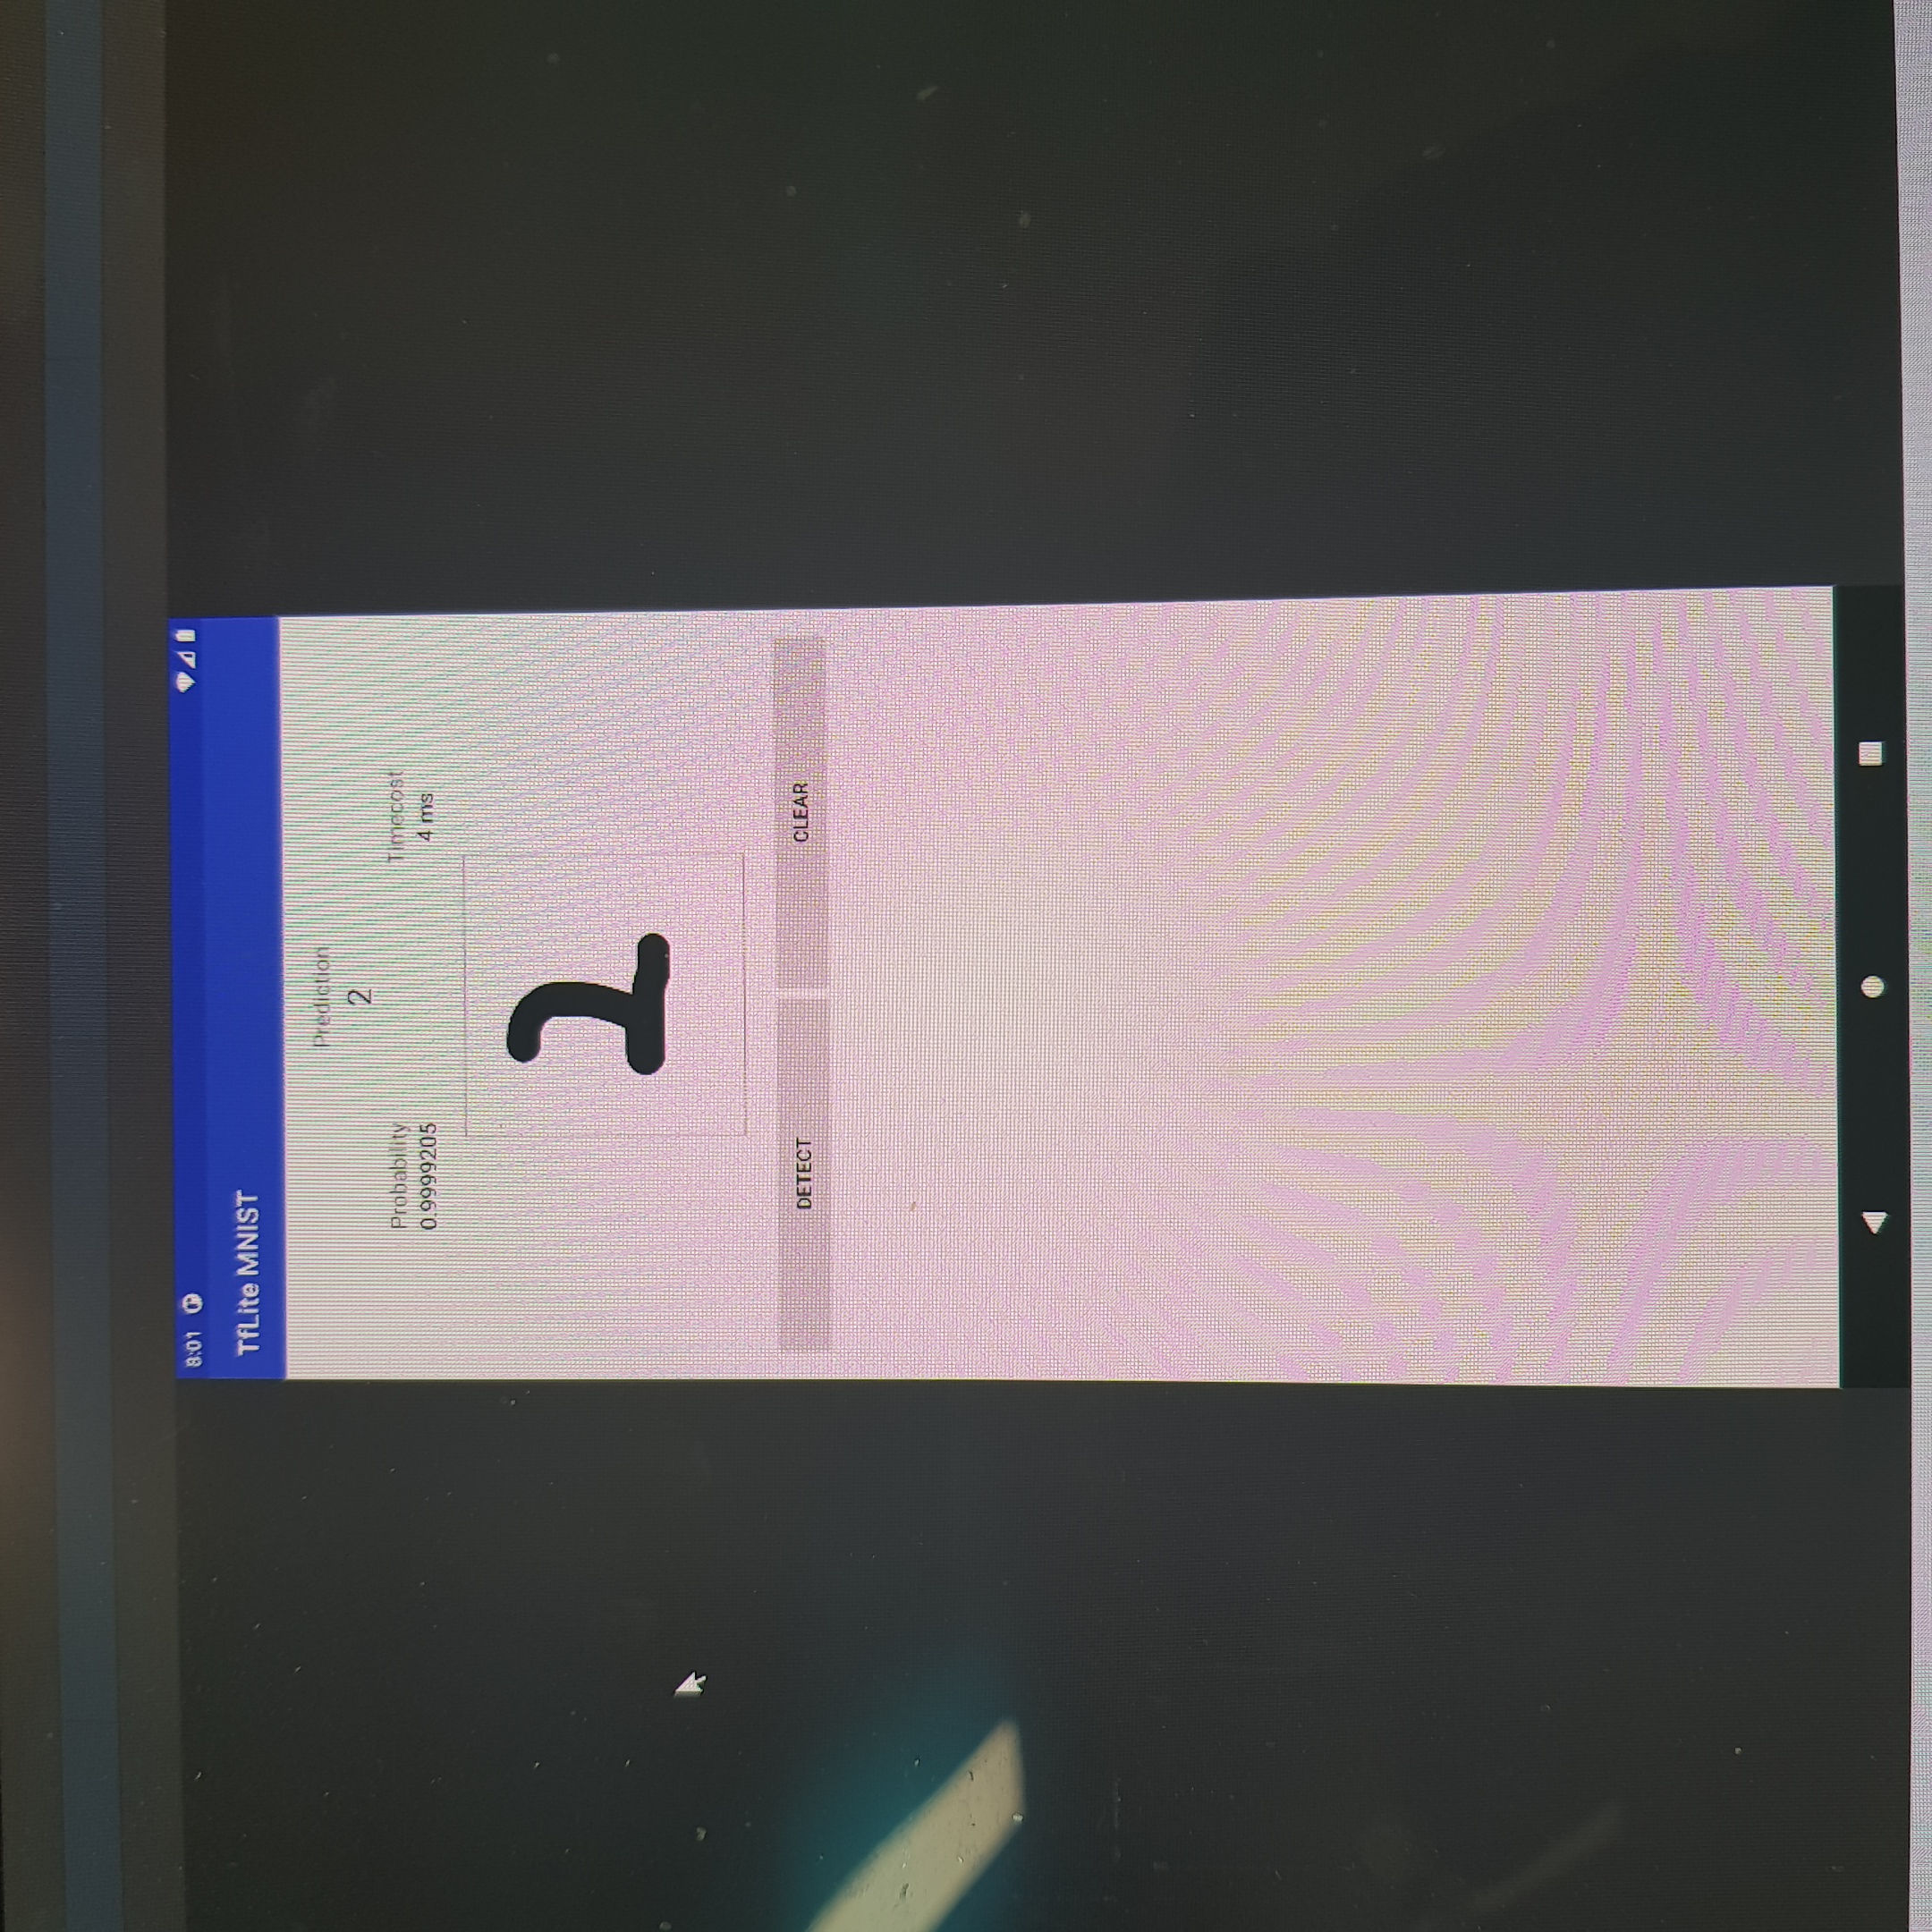 8:01
TfLite MNIST
Prediction
2
Probability Timecost
0.9999205 4 ms
2
DETECT CLEAR